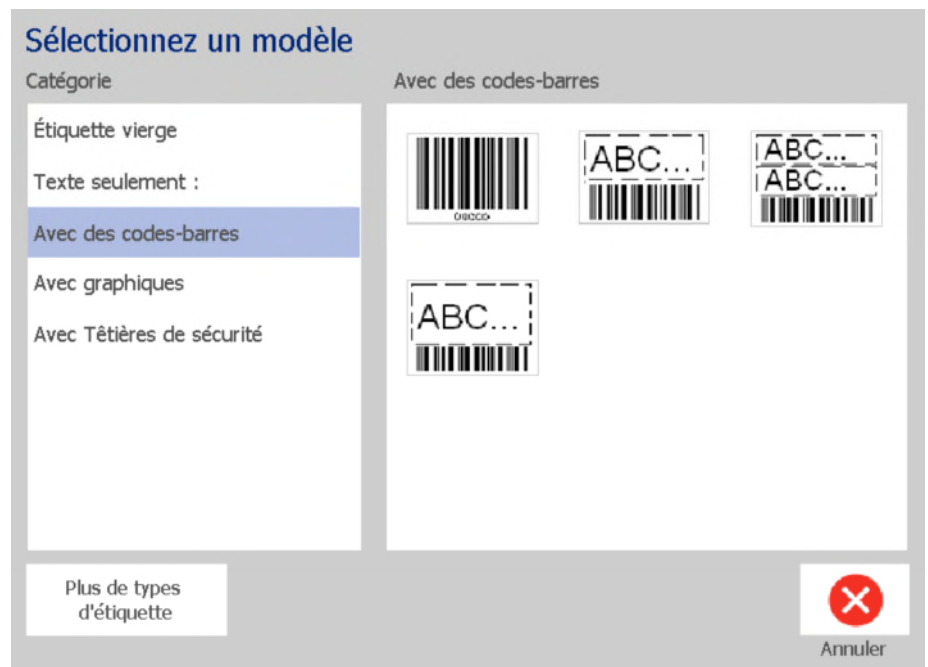 Sélectionnez un modèle
Catégorie
Avec des codes-barres
Étiquette vierge
Texte seulement :
Avec des codes-barres
Avec graphiques
Avec Têtières de sécurité
ABC...
ABC...
ABC...
ABC...
Plus de types
d'étiquette
Annuler